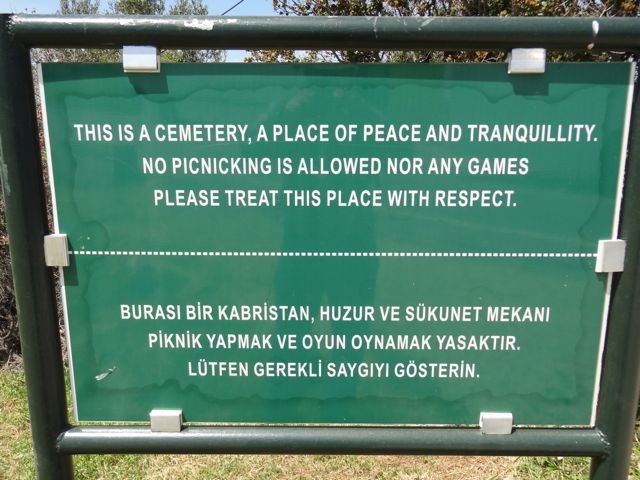 THIS IS A CEMETERY, A PLACE OF PEACE AND TRANQUILLITY.
NO PICNICKING IS ALLOWED NOR ANY GAMES
PLEASE TREAT THIS PLACE WITH RESPECT.
BURASI BİR KABRİSTAN, HUZUR VE SÜKUNET MEKANI
PİKNİK YAPMAK VE OYUN OYNAMAK YASAKTIR.
LÜTFEN GEREKLİ SAYGIYI GÖSTERİN.